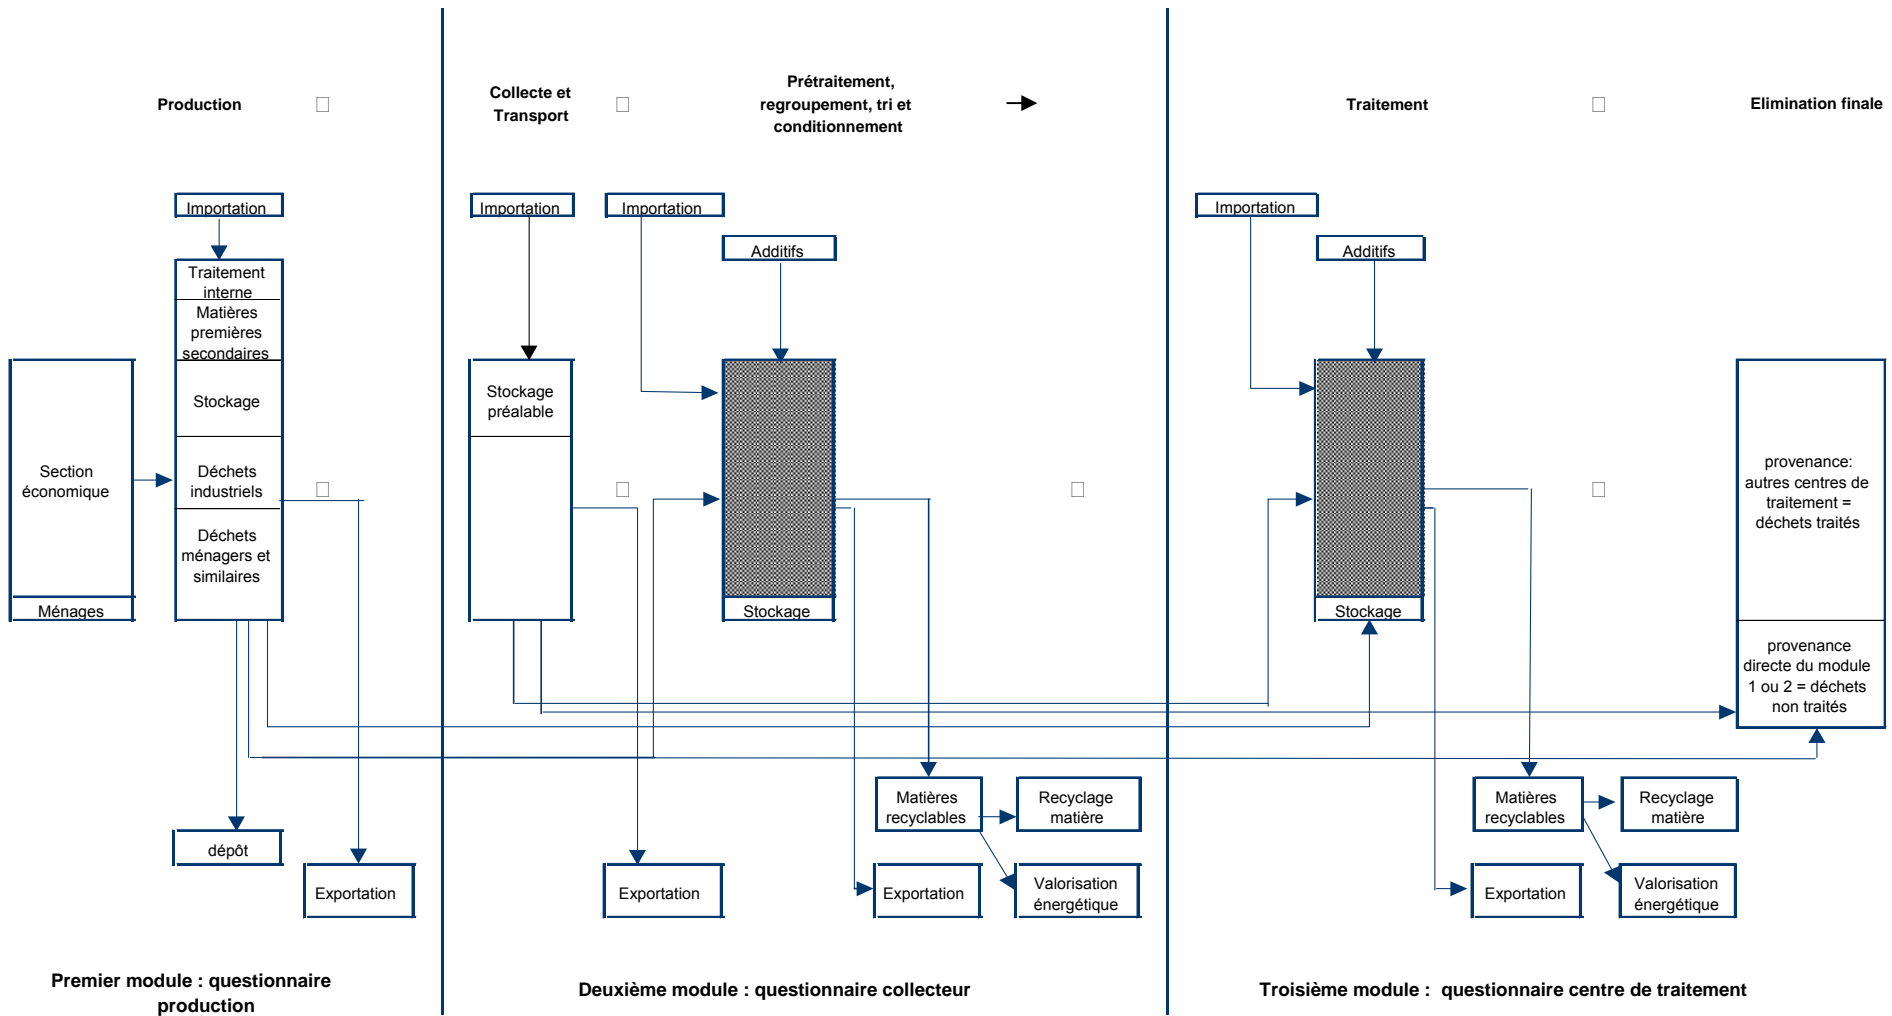 Production
Collecte et
Transport
Prétraitement,
regroupement, tri et
conditionnement
Traitement
Elimination finale
Importation
Importation
Importation
Importation
Additifs
Additifs
Traitement
interne
Matières
premières
secondaires
Stockage
Déchets
industriels
Déchets
ménagers et
similaires
Section
économique
Ménages
Stockage
préalable
Stockage
Stockage
provenance:
autres centres de
traitement =
déchets traités
provenance
directe du module
1 ou 2 = déchets
non traités
dépôt
Exportation
Exportation
Matières
recyclables
Recyclage
matière
Exportation
Valorisation
énergétique
Matières
recyclables
Recyclage
matière
Exportation
Valorisation
énergétique
Premier module : questionnaire
production
Deuxième module : questionnaire collecteur
Troisième module :  questionnaire centre de traitement